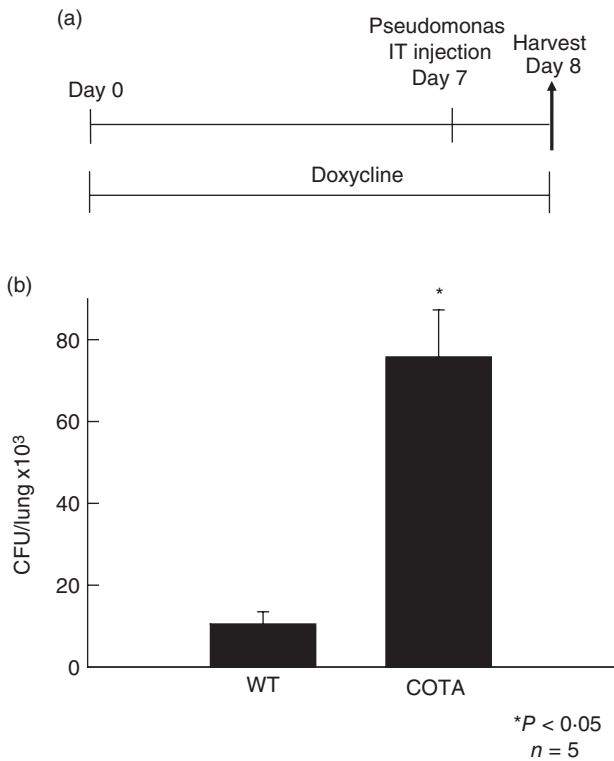 (a)
Pseudomonas
IT injection
Day 7
Harvest
Day 8
Day 0
Doxycline
(b)
CFU/lung x10³
80
60
40
20
0
*
WT
COTA
*P < 0·05
n = 5